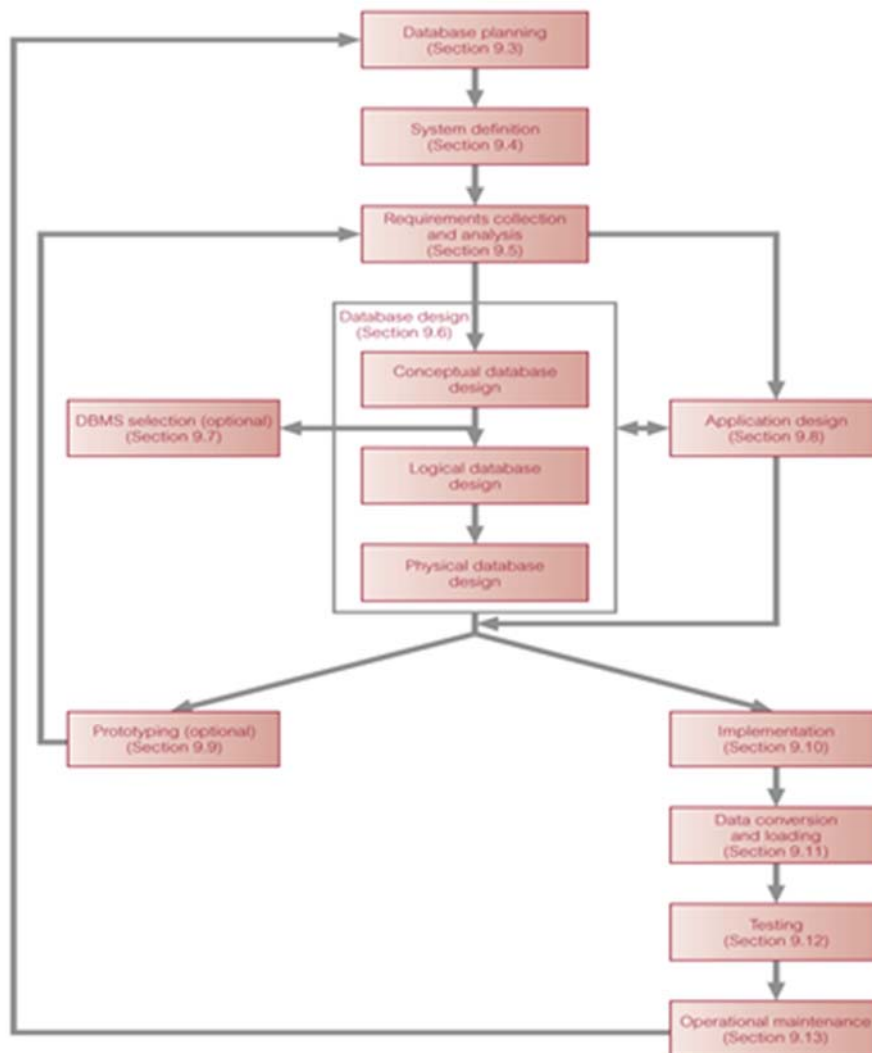 Database planning
(Section 9.3)
System definition
(Section 9.4)
Requirements collection
and analysis
(Section 9.5)
Database design
(Section 9.6)
Conceptual database
design
DBMS selection (optional)
(Section 9.7)
Application design
(Section 9.8)
Logical database
design
Physical database
design
Prototyping (optional)
(Section 9.9)
Implementation
(Section 9.10)
Data conversion
and loading
(Section 9.11)
Testing
(Section 9.12)
Operational maintenance
(Section 9.13)